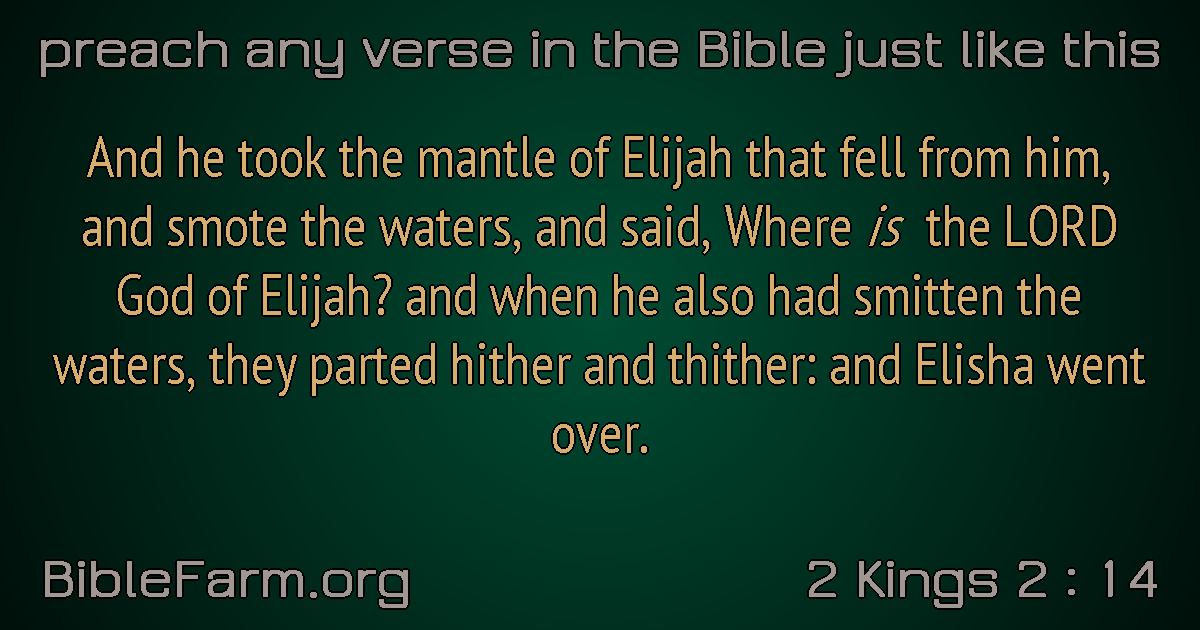 preach any verse in the Bible just like this
And he took the mantle of Elijah that fell from him,
and smote the waters, and said, Where is the LORD
God of Elijah? and when he also had smitten the
waters, they parted hither and thither: and Elisha went
over.
BibleFarm.org
2 Kings 2 : 14